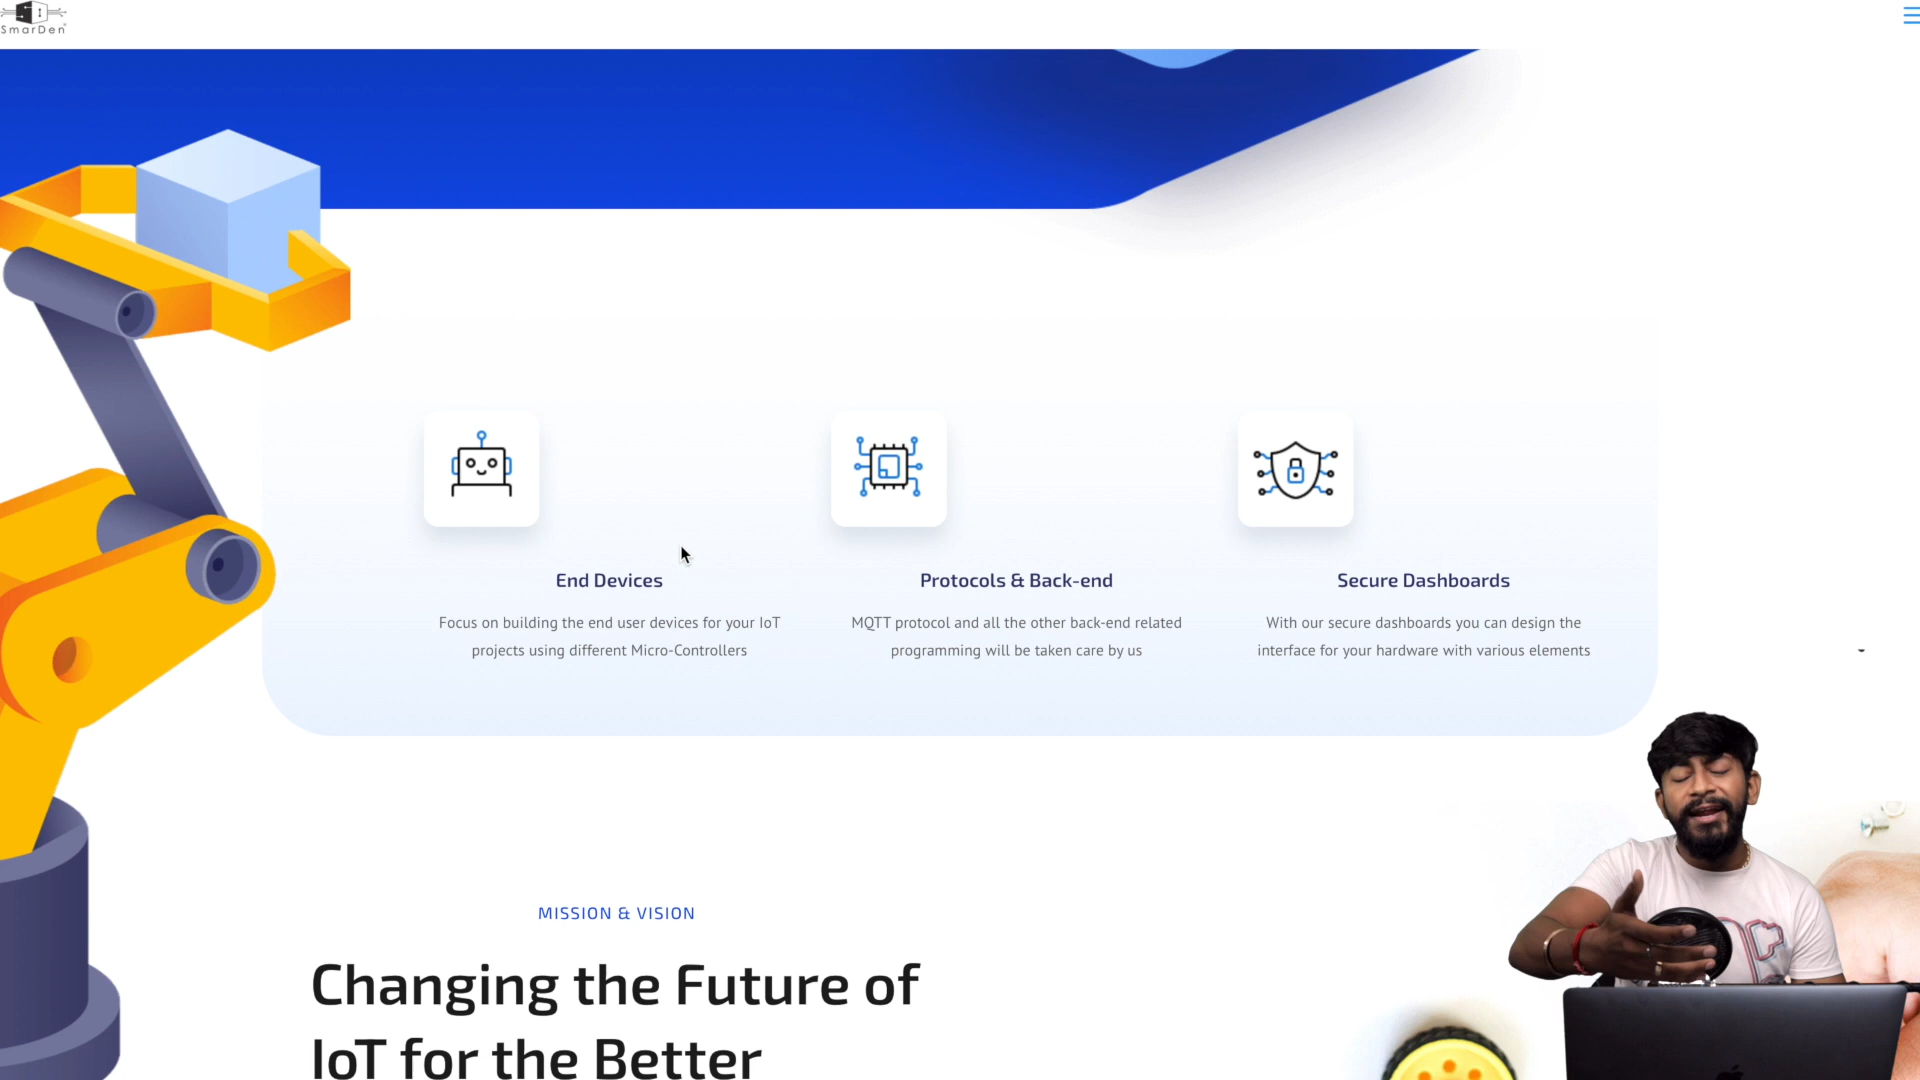 SmarDen
End Devices
Focus on building the end user devices for your IoT
projects using different Micro-Controllers
Protocols & Back-end
MQTT protocol and all the other back-end related
programming will be taken care by us
Secure Dashboards
With our secure dashboards you can design the
interface for your hardware with various elements
MISSION & VISION
Changing the Future of
IoT for the Better